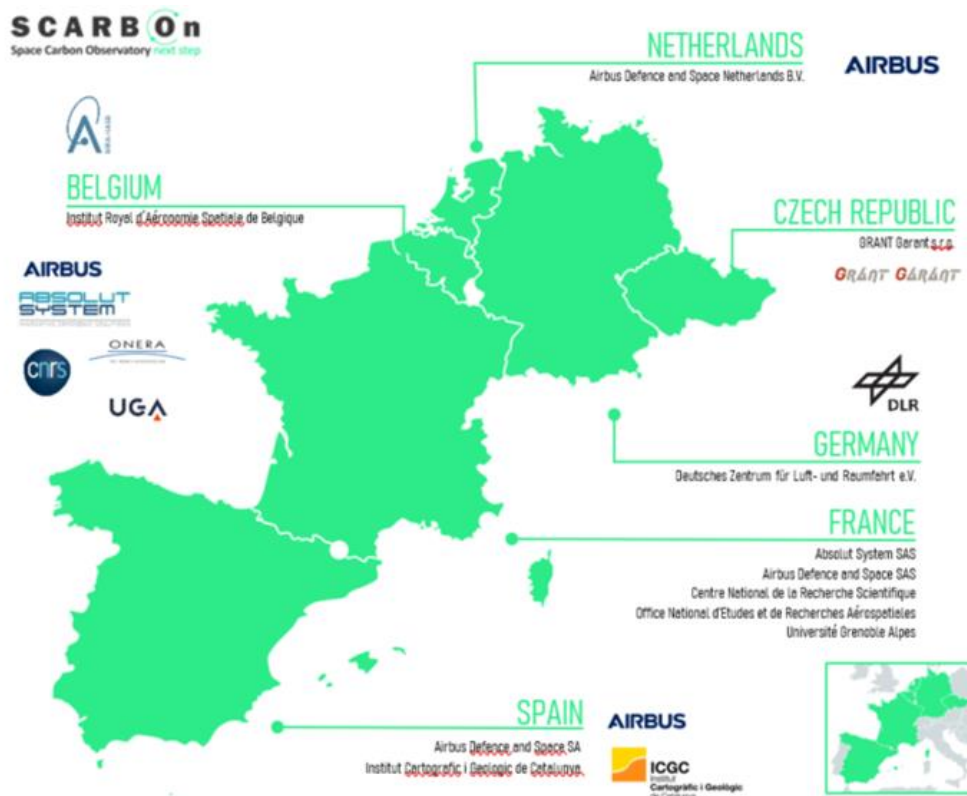 SCARBOn
Space Carbon Observatory next step
NETHERLANDS
Airbus Defence and Space Netherlands B.V.
AIRBUS
BELGIUM
Institut Royal d'Aéronomie Spatiale de Belgique
CZECH REPUBLIC
GRANT Garant s.r.o.
GRANT GARANT
AIRBUS
ABSOLUT
SYSTEM
ONERA
cnrs
UGA
DLR
GERMANY
Deutsches Zentrum für Luft- und Raumfahrt e.V.
FRANCE
Absolut System SAS
Airbus Defence and Space SAS
Centre National de la Recherche Scientifique
Office National d'Etudes et de Recherches Aérospatiales
Université Grenoble Alpes
SPAIN
AIRBUS
Airbus Defence and Space SA
Institut Cartografic i Geologic de Catalunya
ICGC
Institut
Cartogràfic i Geològic
de Catalunya